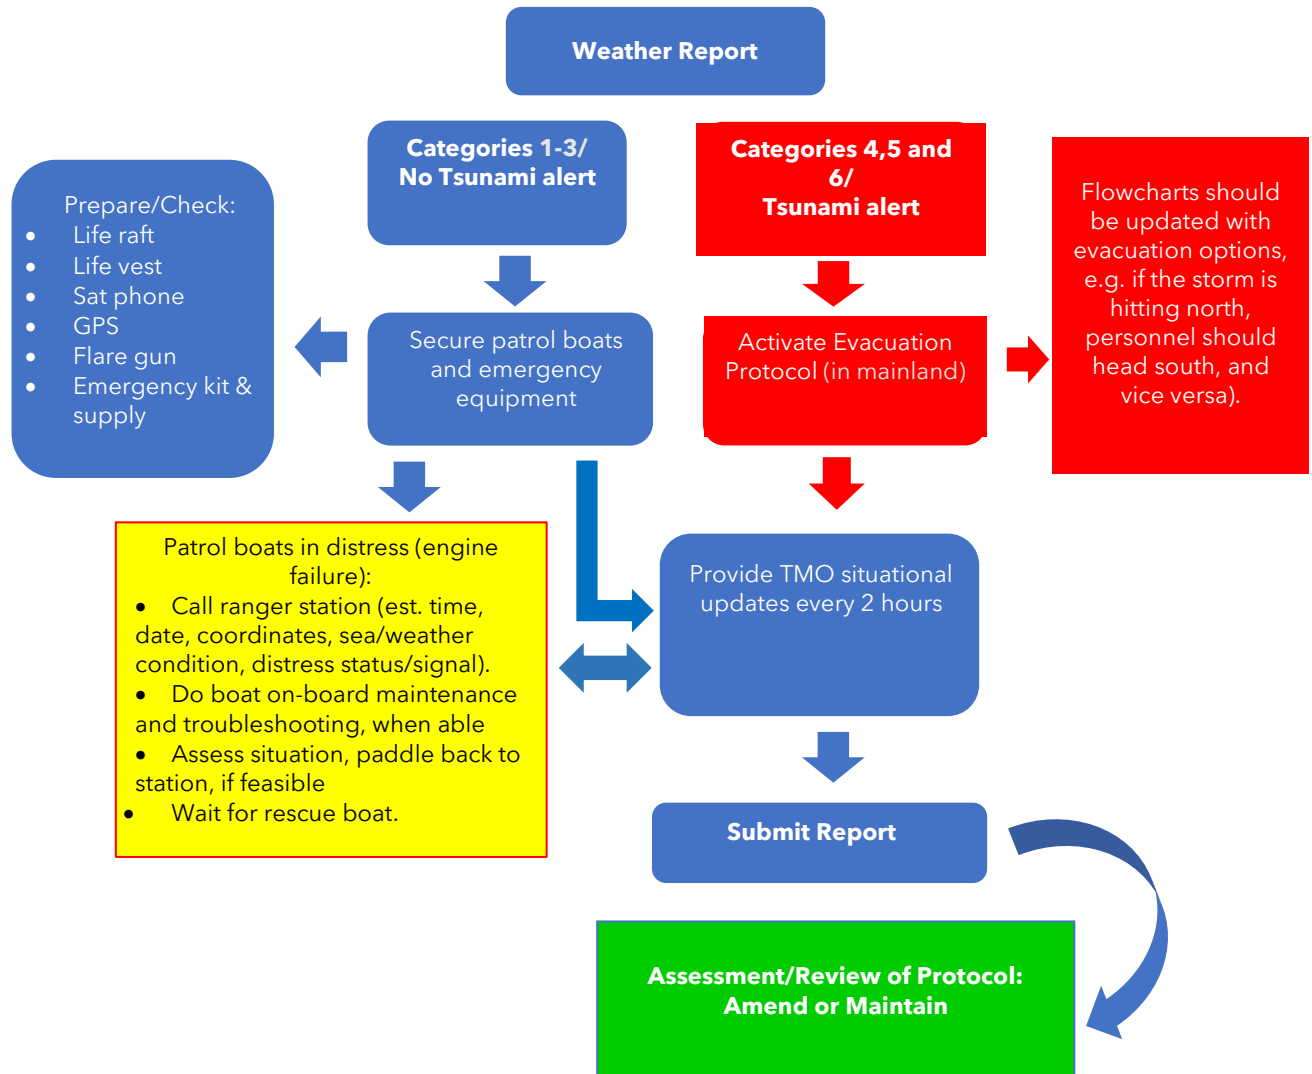 Weather Report
Categories 1-3/
No Tsunami alert
Categories 4,5 and
6/
Tsunami alert
Prepare/Check:
• Life raft
• Life vest
• Sat phone
• GPS
• Flare gun
• Emergency kit &
supply
Secure patrol boats
and emergency
equipment
Activate Evacuation
Protocol (in mainland)
Flowcharts should
be updated with
evacuation options,
e.g. if the storm is
hitting north,
personnel should
head south, and
vice versa).
Patrol boats in distress (engine
failure):
• Call ranger station (est. time,
date, coordinates, sea/weather
condition, distress status/signal).
• Do boat on-board maintenance
and troubleshooting, when able
• Assess situation, paddle back to
station, if feasible
• Wait for rescue boat.
Provide TMO situational
updates every 2 hours
Submit Report
Assessment/Review of Protocol:
Amend or Maintain